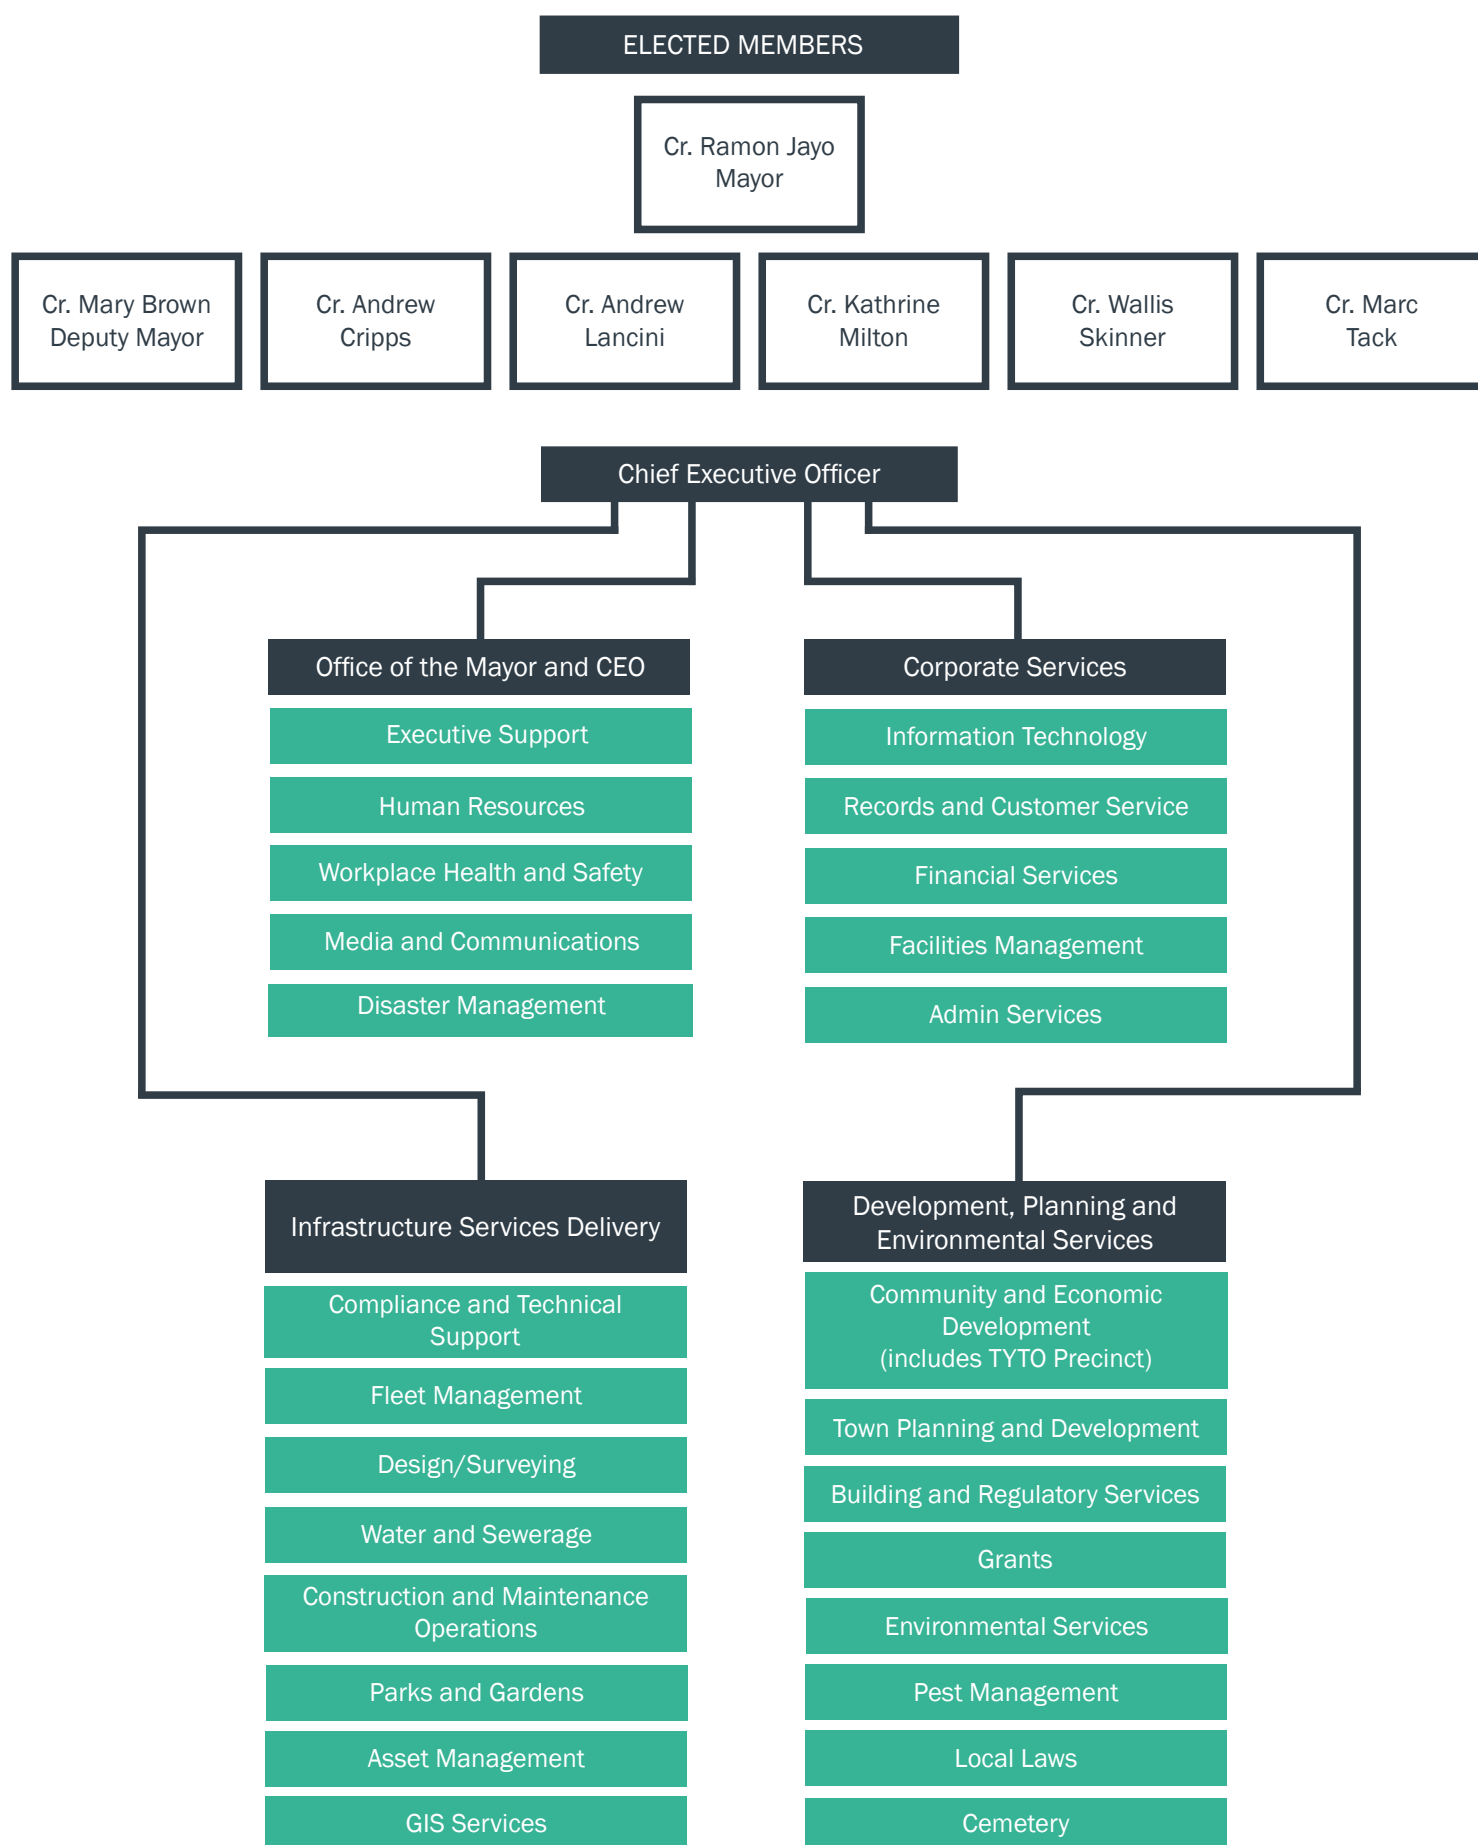 ELECTED MEMBERS
Cr. Ramon Jayo
Mayor
Cr. Mary Brown
Deputy Mayor
Cr. Andrew
Cripps
Cr. Andrew
Lancini
Cr. Kathrine
Milton
Cr. Wallis
Skinner
Cr. Marc
Tack
Chief Executive Officer
Office of the Mayor and CEO
Executive Support
Human Resources
Workplace Health and Safety
Media and Communications
Disaster Management
Corporate Services
Information Technology
Records and Customer Service
Financial Services
Facilities Management
Admin Services
Infrastructure Services Delivery
Compliance and Technical
Support
Fleet Management
Design/Surveying
Water and Sewerage
Construction and Maintenance
Operations
Parks and Gardens
Asset Management
GIS Services
Development, Planning and
Environmental Services
Community and Economic
Development
(includes TYTO Precinct)
Town Planning and Development
Building and Regulatory Services
Grants
Environmental Services
Pest Management
Local Laws
Cemetery